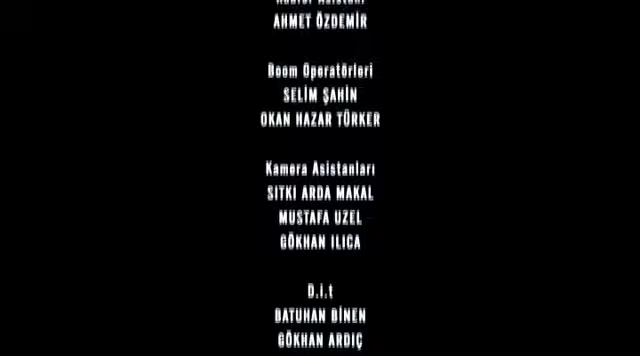 AHMET ÖZDEMİR
Boom Operatörleri
SELİM ŞAHİN
OKAN HAZAR TÜRKER
Kamera Asistanları
SITKI ARDA MAKAL
MUSTAFA UZEL
GÖKHAN ILICA
D.i.t
BATUHAN DİNEN
GÖKHAN ARDIÇ